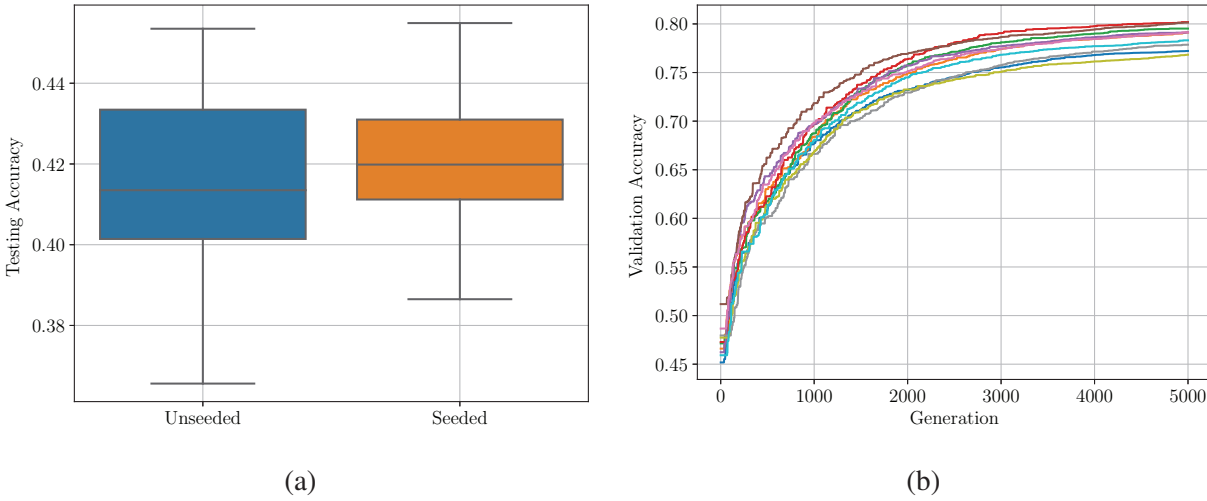 Testing Accuracy
0.44
0.42
0.40
0.38
Unseeded
Seeded
(a)
Validation Accuracy
0.80
0.75
0.70
0.65
0.60
0.55
0.50
0.45
0
1000
2000
3000
4000
5000
Generation
(b)